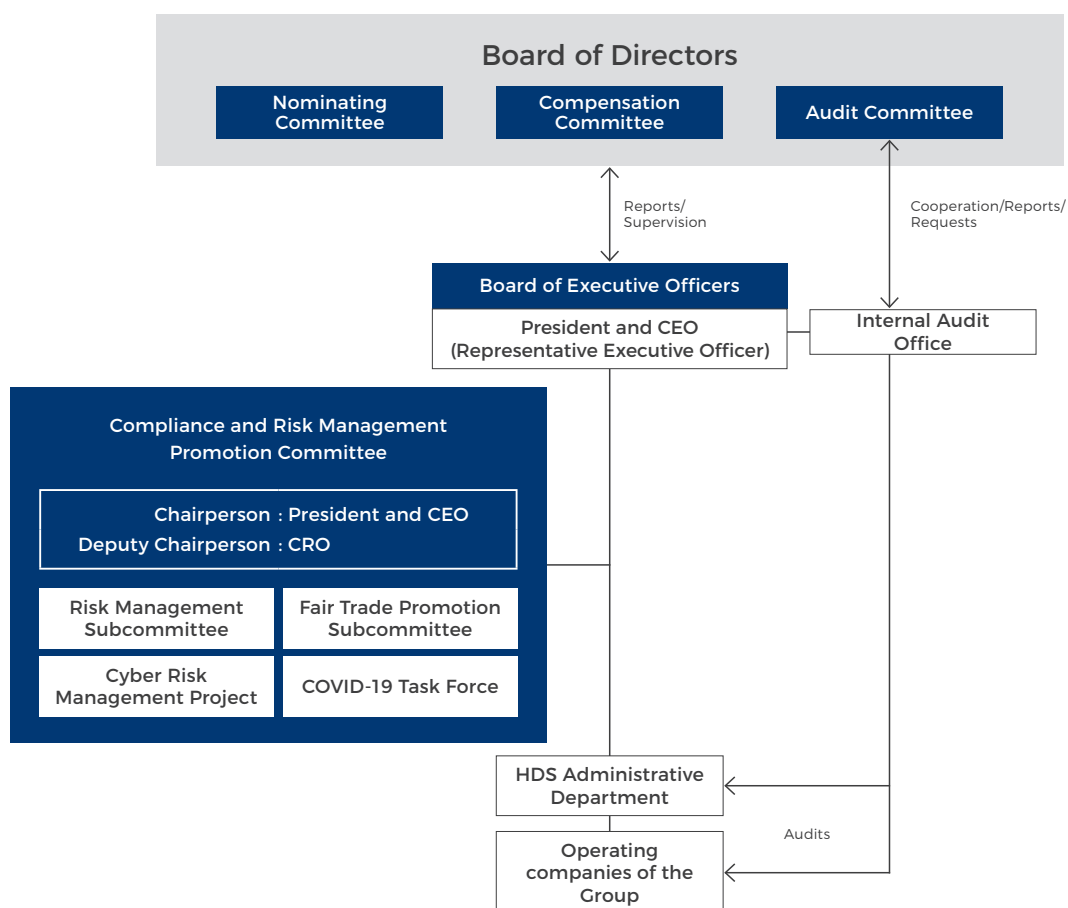 Board of Directors
Nominating
Committee
Compensation
Committee
Audit Committee
Reports/
Supervision
Cooperation/Reports/
Requests
Board of Executive Officers
President and CEO
(Representative Executive Officer)
Internal Audit
Office
Compliance and Risk Management
Promotion Committee
Chairperson : President and CEO
Deputy Chairperson : CRO
Risk Management
Subcommittee
Fair Trade Promotion
Subcommittee
Cyber Risk
Management Project
COVID-19 Task Force
HDS Administrative
Department
Audits
Operating
companies of the
Group